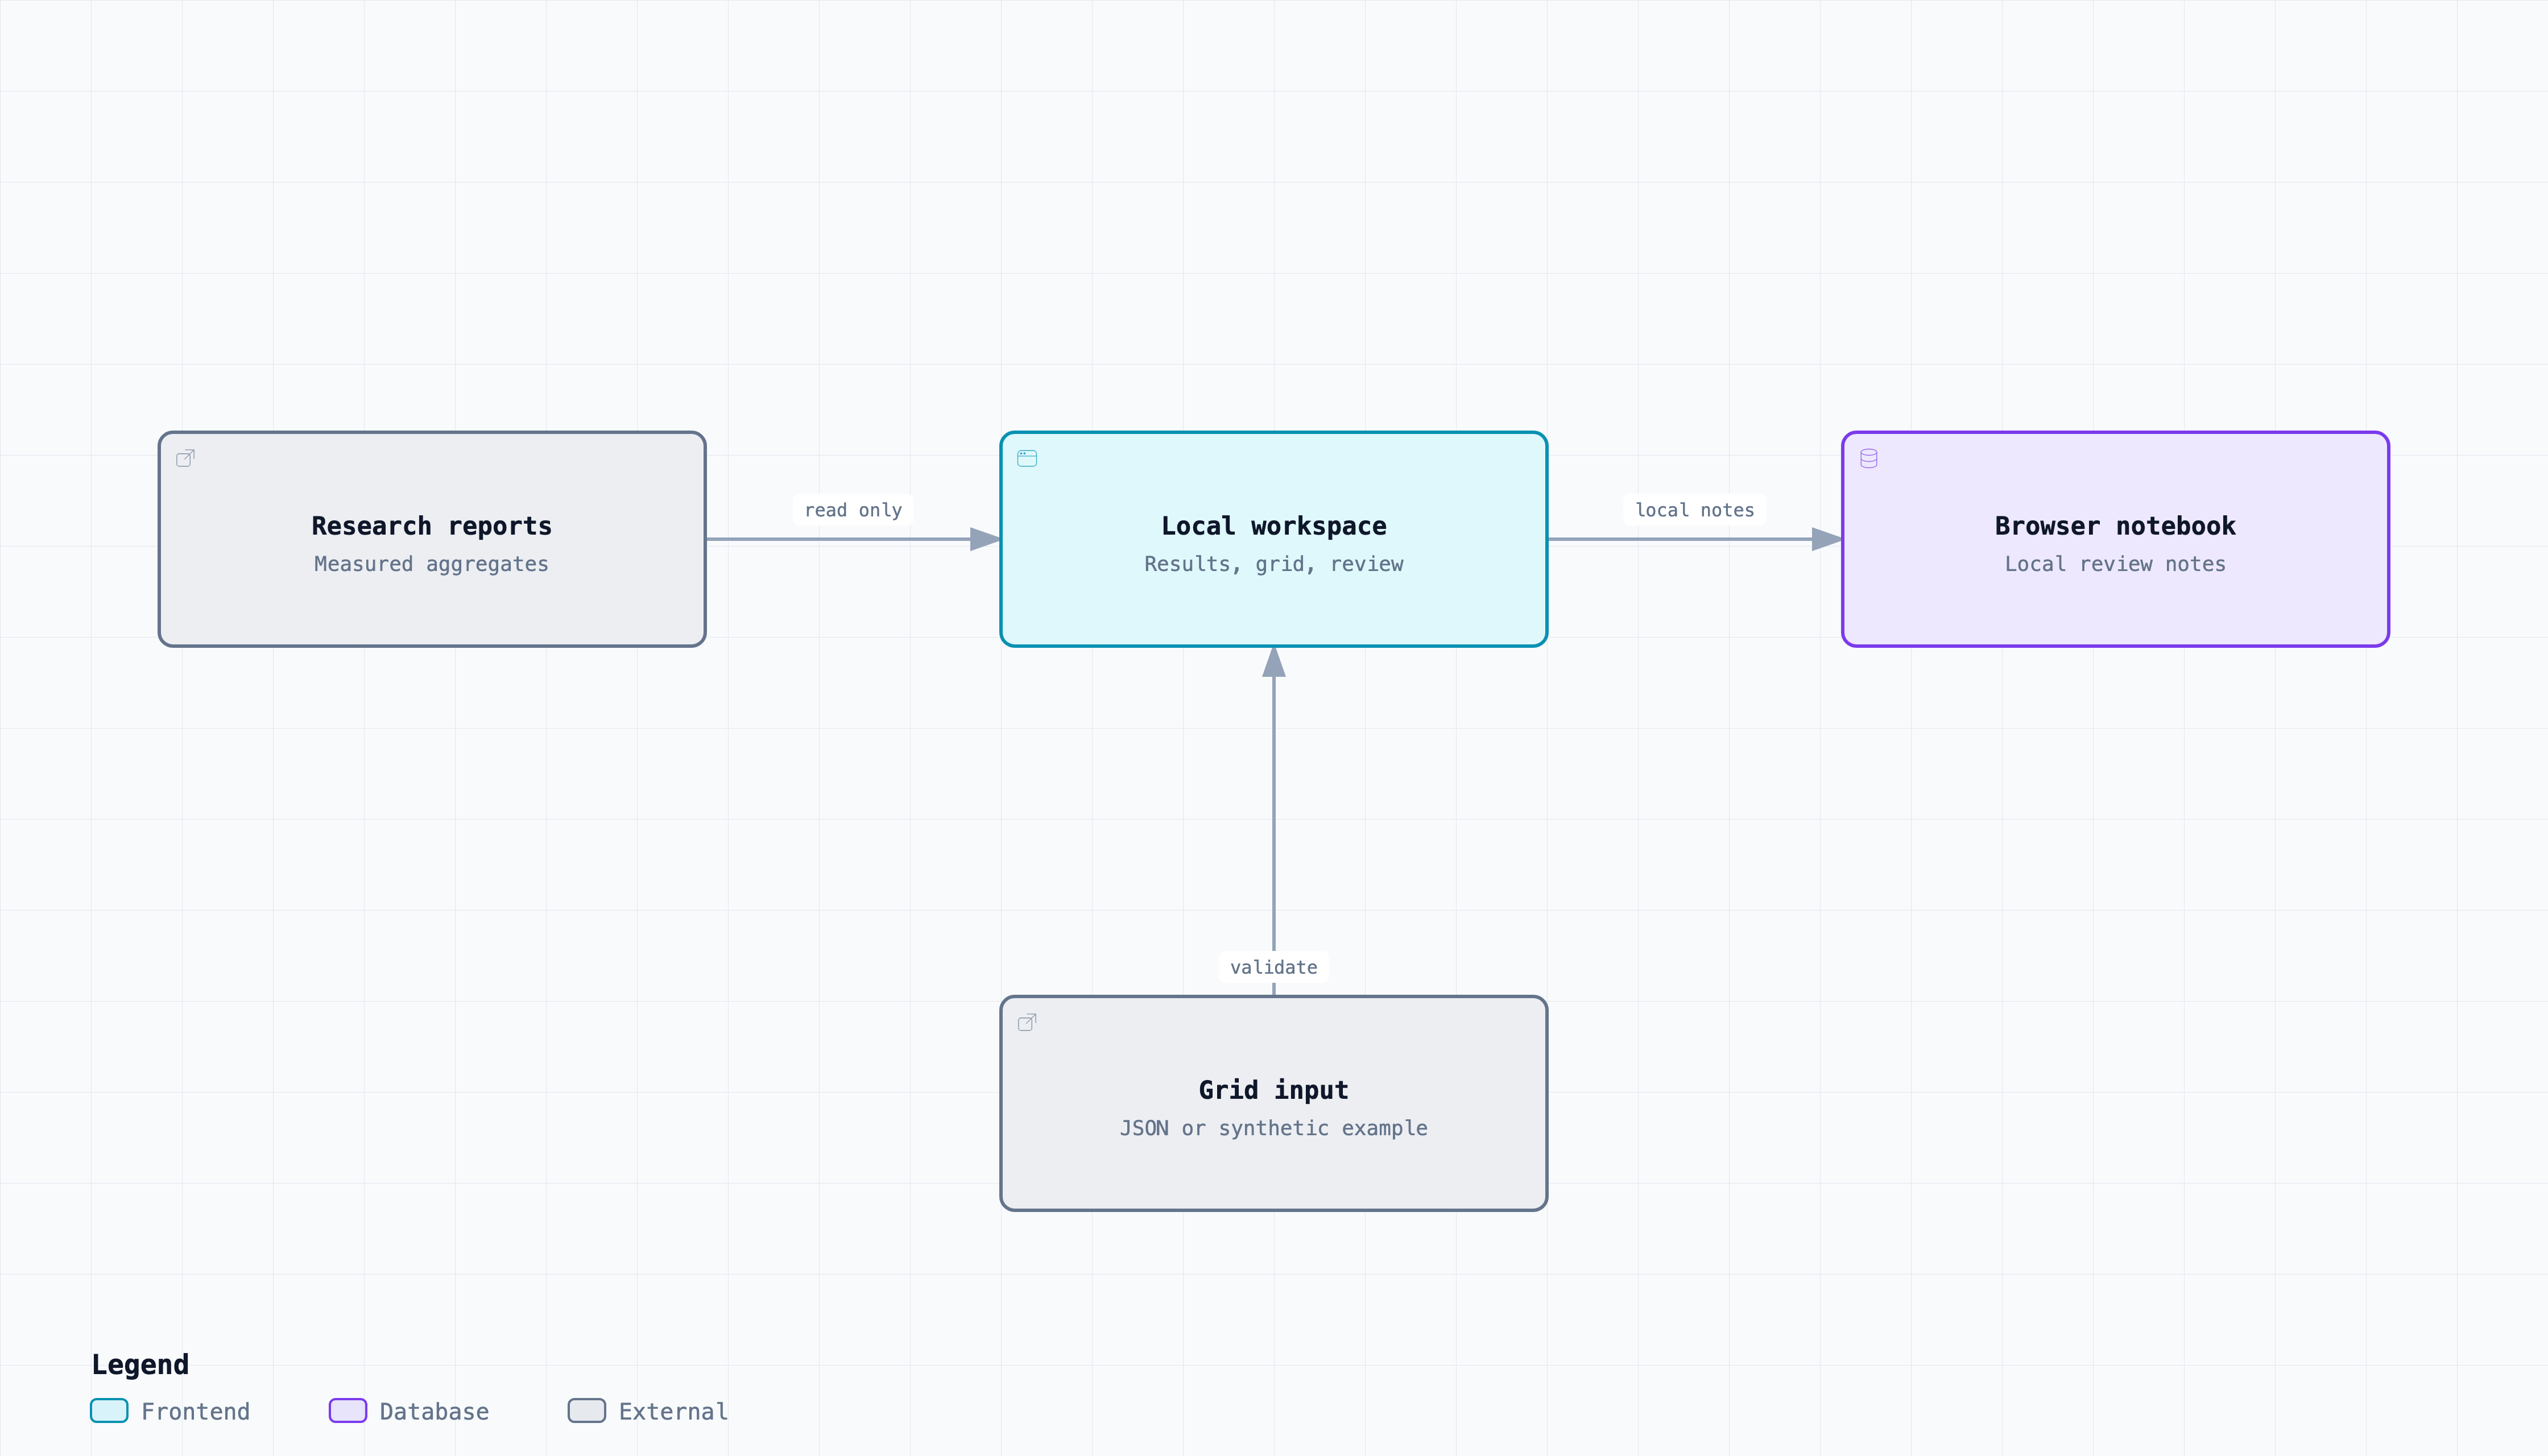 Research reports
Measured aggregates
read only
Local workspace
Results, grid, review
local notes
Browser notebook
Local review notes
validate
Grid input
JSON or synthetic example
Legend
Frontend
Database
External